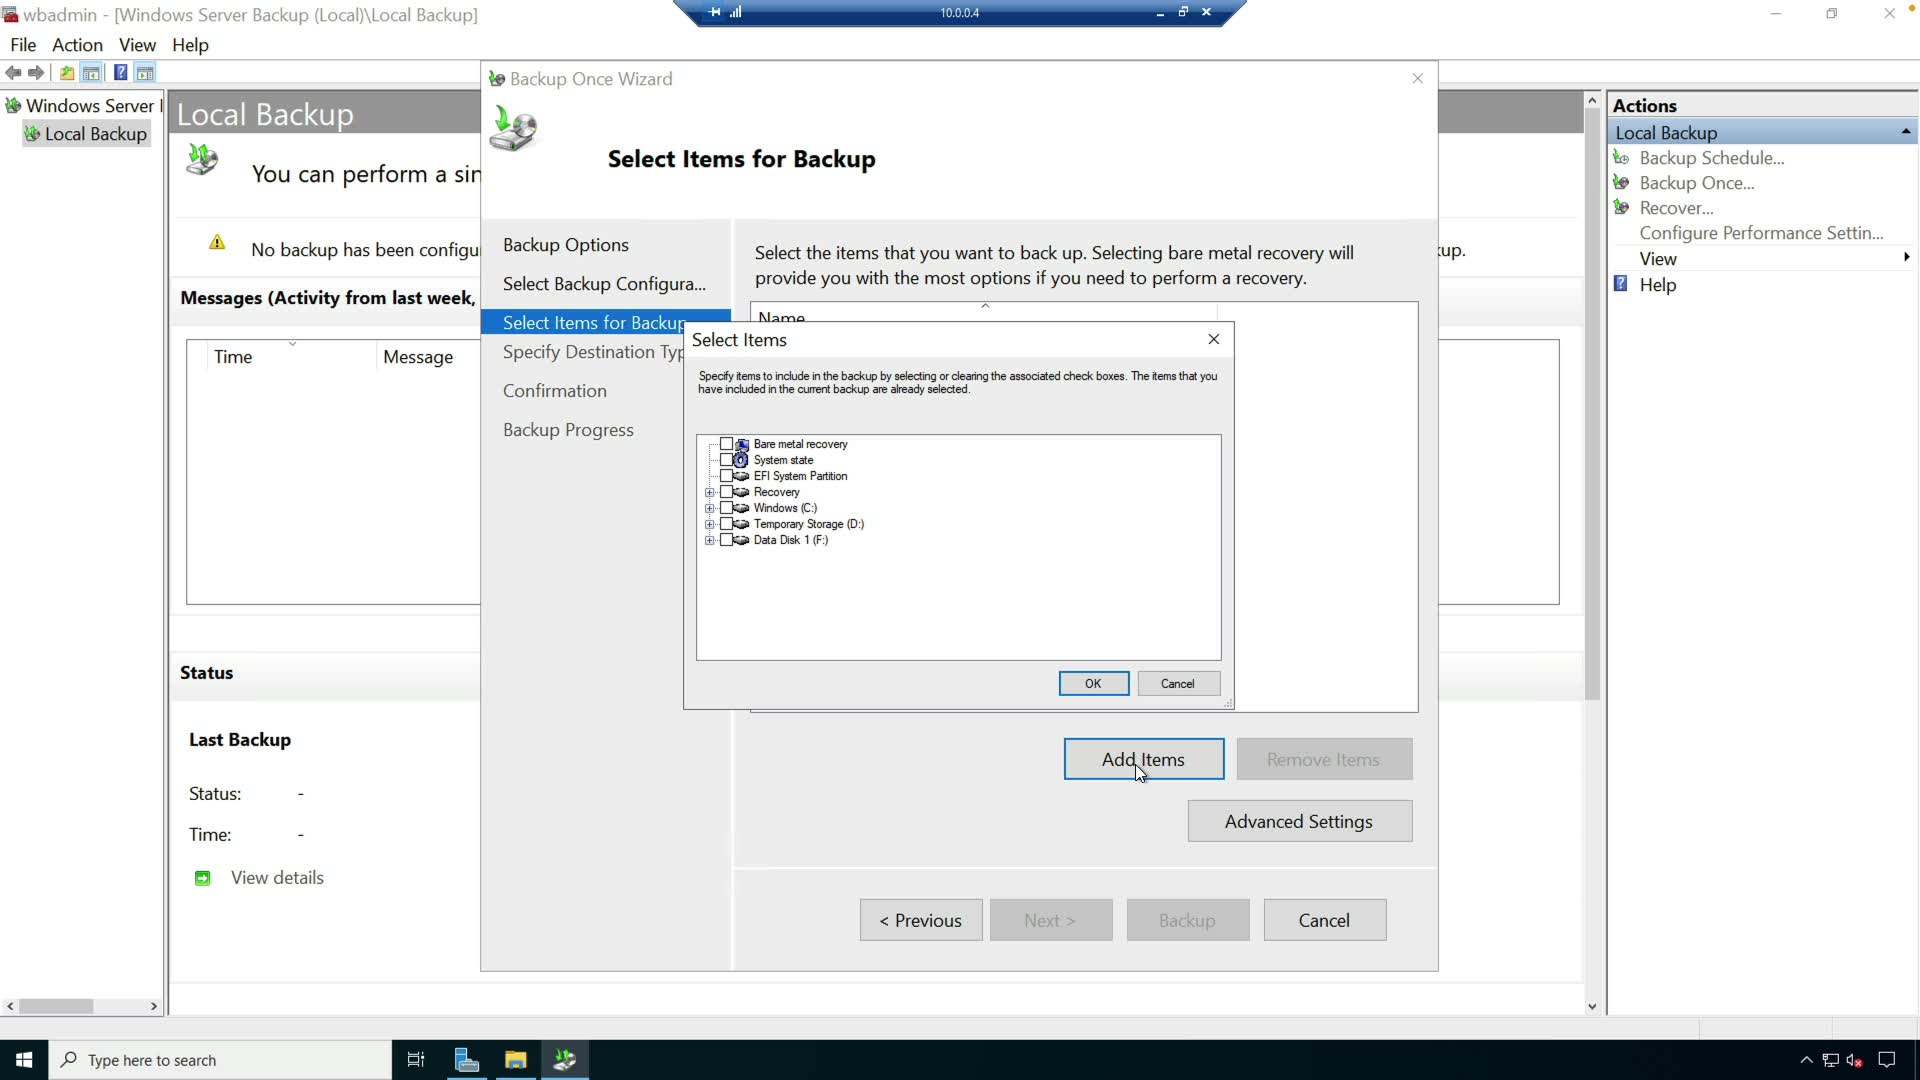 wbadmin - [Windows Server Backup (Local)\Local Backup]
10.0.0.4
File Action View Help
Windows Server
Local Backup
Local Backup
You can perform a sin
No backup has been configu
kup.
Messages (Activity from last week,
Time Message
Status
Last Backup
Status: -
Time: -
View details
Backup Once Wizard
Select Items for Backup
Backup Options
Select Backup Configura...
Select Items for Backup
Specify Destination Typ
Confirmation
Backup Progress
Select the items that you want to back up. Selecting bare metal recovery will
provide you with the most options if you need to perform a recovery.
Name
Select Items
Specify items to include in the backup by selecting or clearing the associated check boxes. The items that you
have included in the current backup are already selected.
Bare metal recovery
System state
EFI System Partition
Recovery
Windows (C:)
Temporary Storage (D:)
Data Disk 1 (F:)
OK Cancel
Add Items Remove Items
Advanced Settings
< Previous Next > Backup Cancel
Actions
Local Backup
Backup Schedule...
Backup Once...
Recover...
Configure Performance Settin...
View
Help
Type here to search